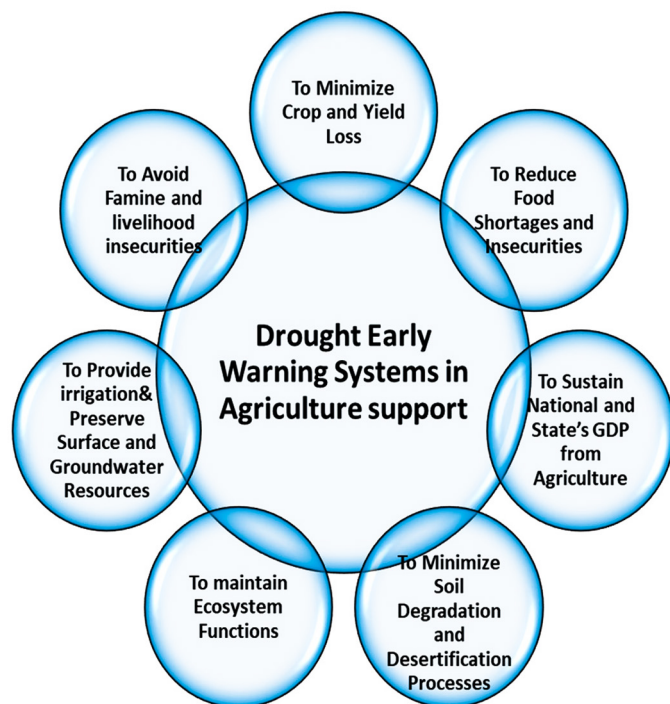 To Minimize
Crop and Yield
Loss
To Avoid
Famine and
livelihood
insecurities
To Reduce
Food
Shortages and
Insecurities
Drought Early
Warning Systems in
Agriculture support
To Provide
irrigation&
Preserve
Surface and
Groundwater
Resources
To Sustain
National and
State's GDP
from
Agriculture
To maintain
Ecosystem
Functions
To Minimize
Soil
Degradation
and
Desertification
Processes